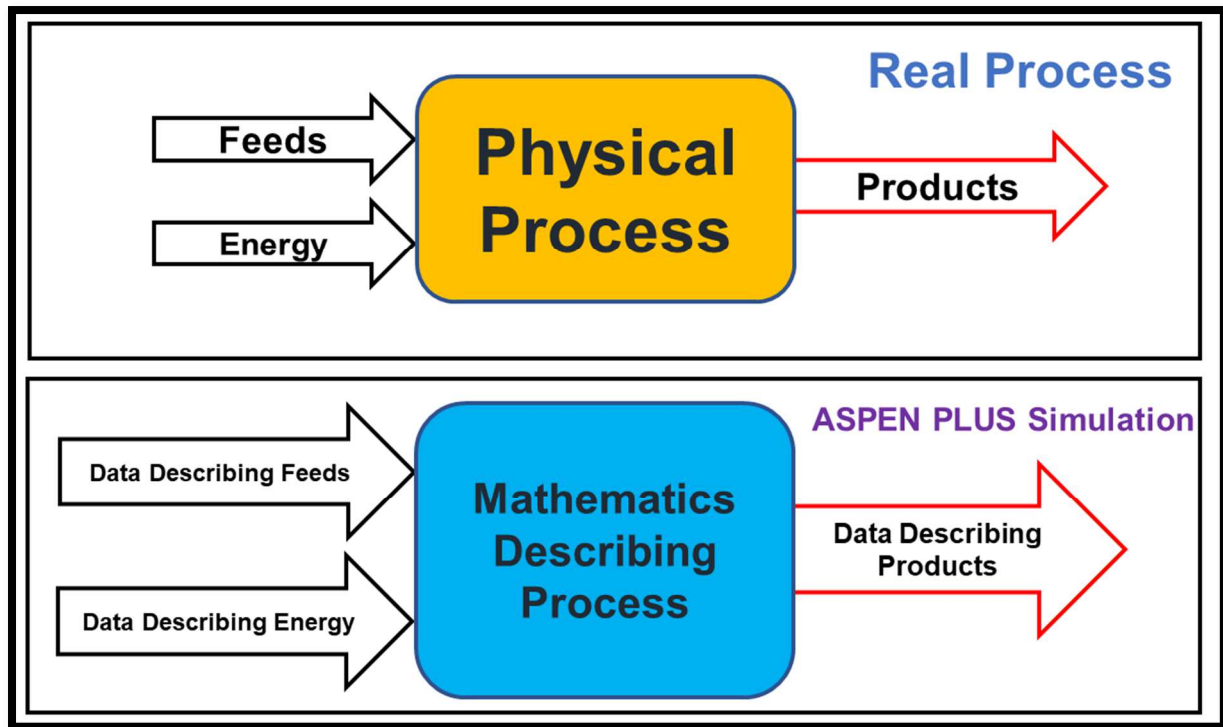 Real Process
Feeds
Energy
Physical
Process
Products
ASPEN PLUS Simulation
Data Describing Feeds
Data Describing Energy
Mathematics
Describing
Process
Data Describing
Products